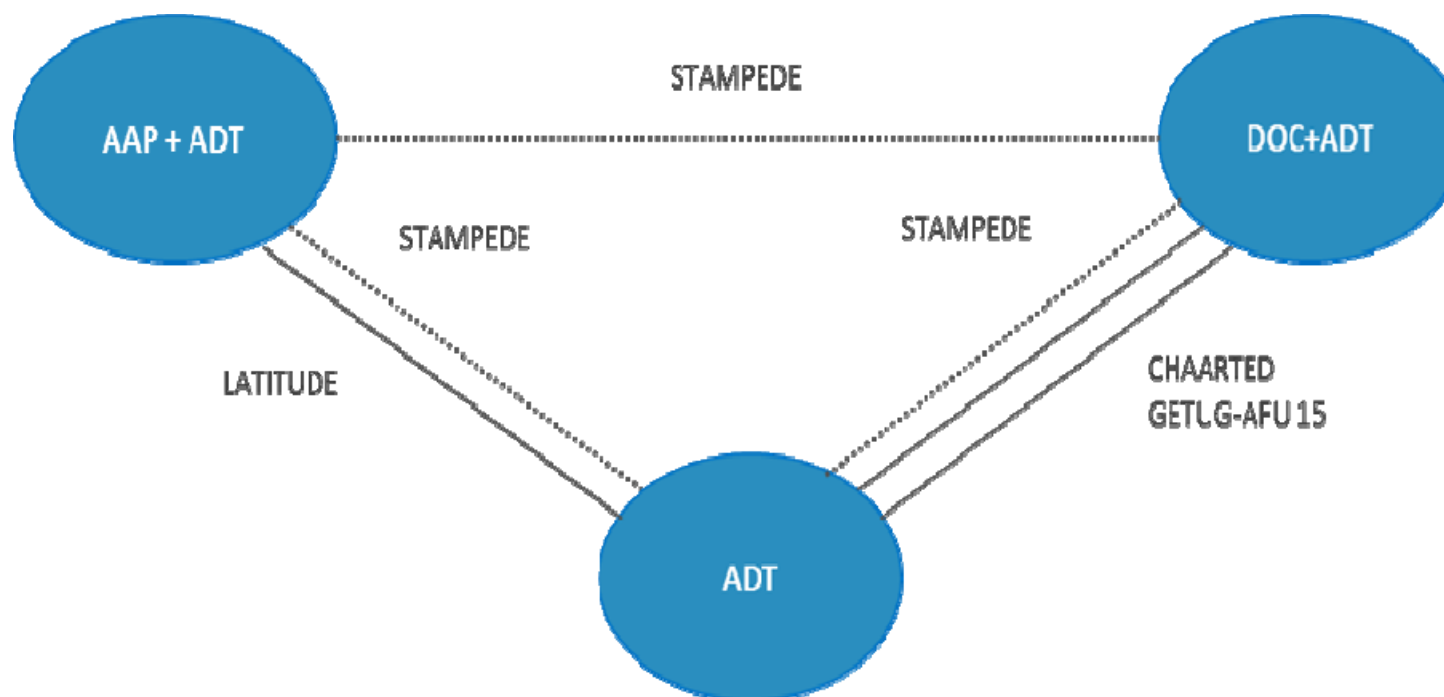 STAMPEDE
AAP + ADT
DOC+ADT
STAMPEDE
STAMPEDE
LATITUDE
CHAARTED
GETUG-AFU 15
ADT